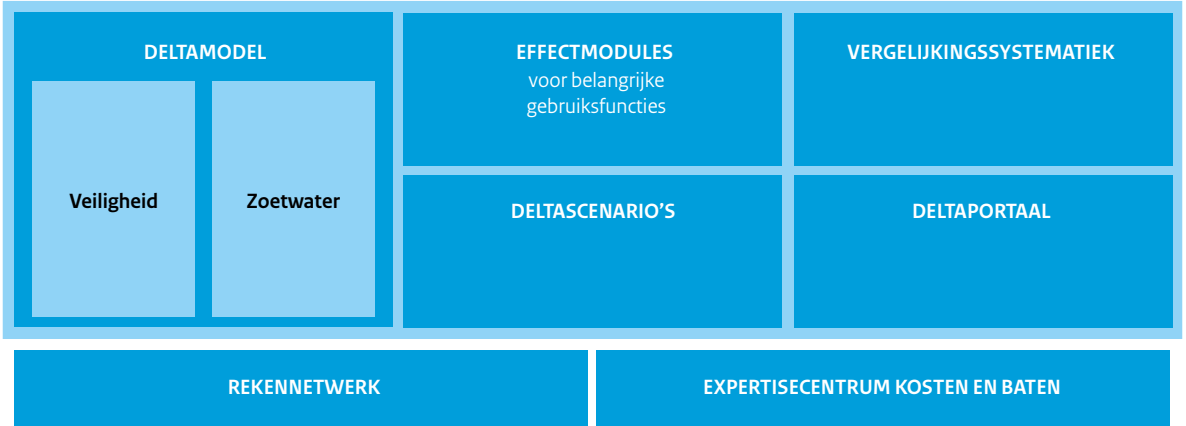 DELTAMODEL
Veiligheid
Zoetwater
EFFECTMODULES
voor belangrijke
gebruiksfuncties
VERGELIJKINGSSYSTEMATIEK
DELTASCENARIO’S
DELTAPORTAAL
REKENNETWERK
EXPERTISECENTRUM KOSTEN EN BATEN